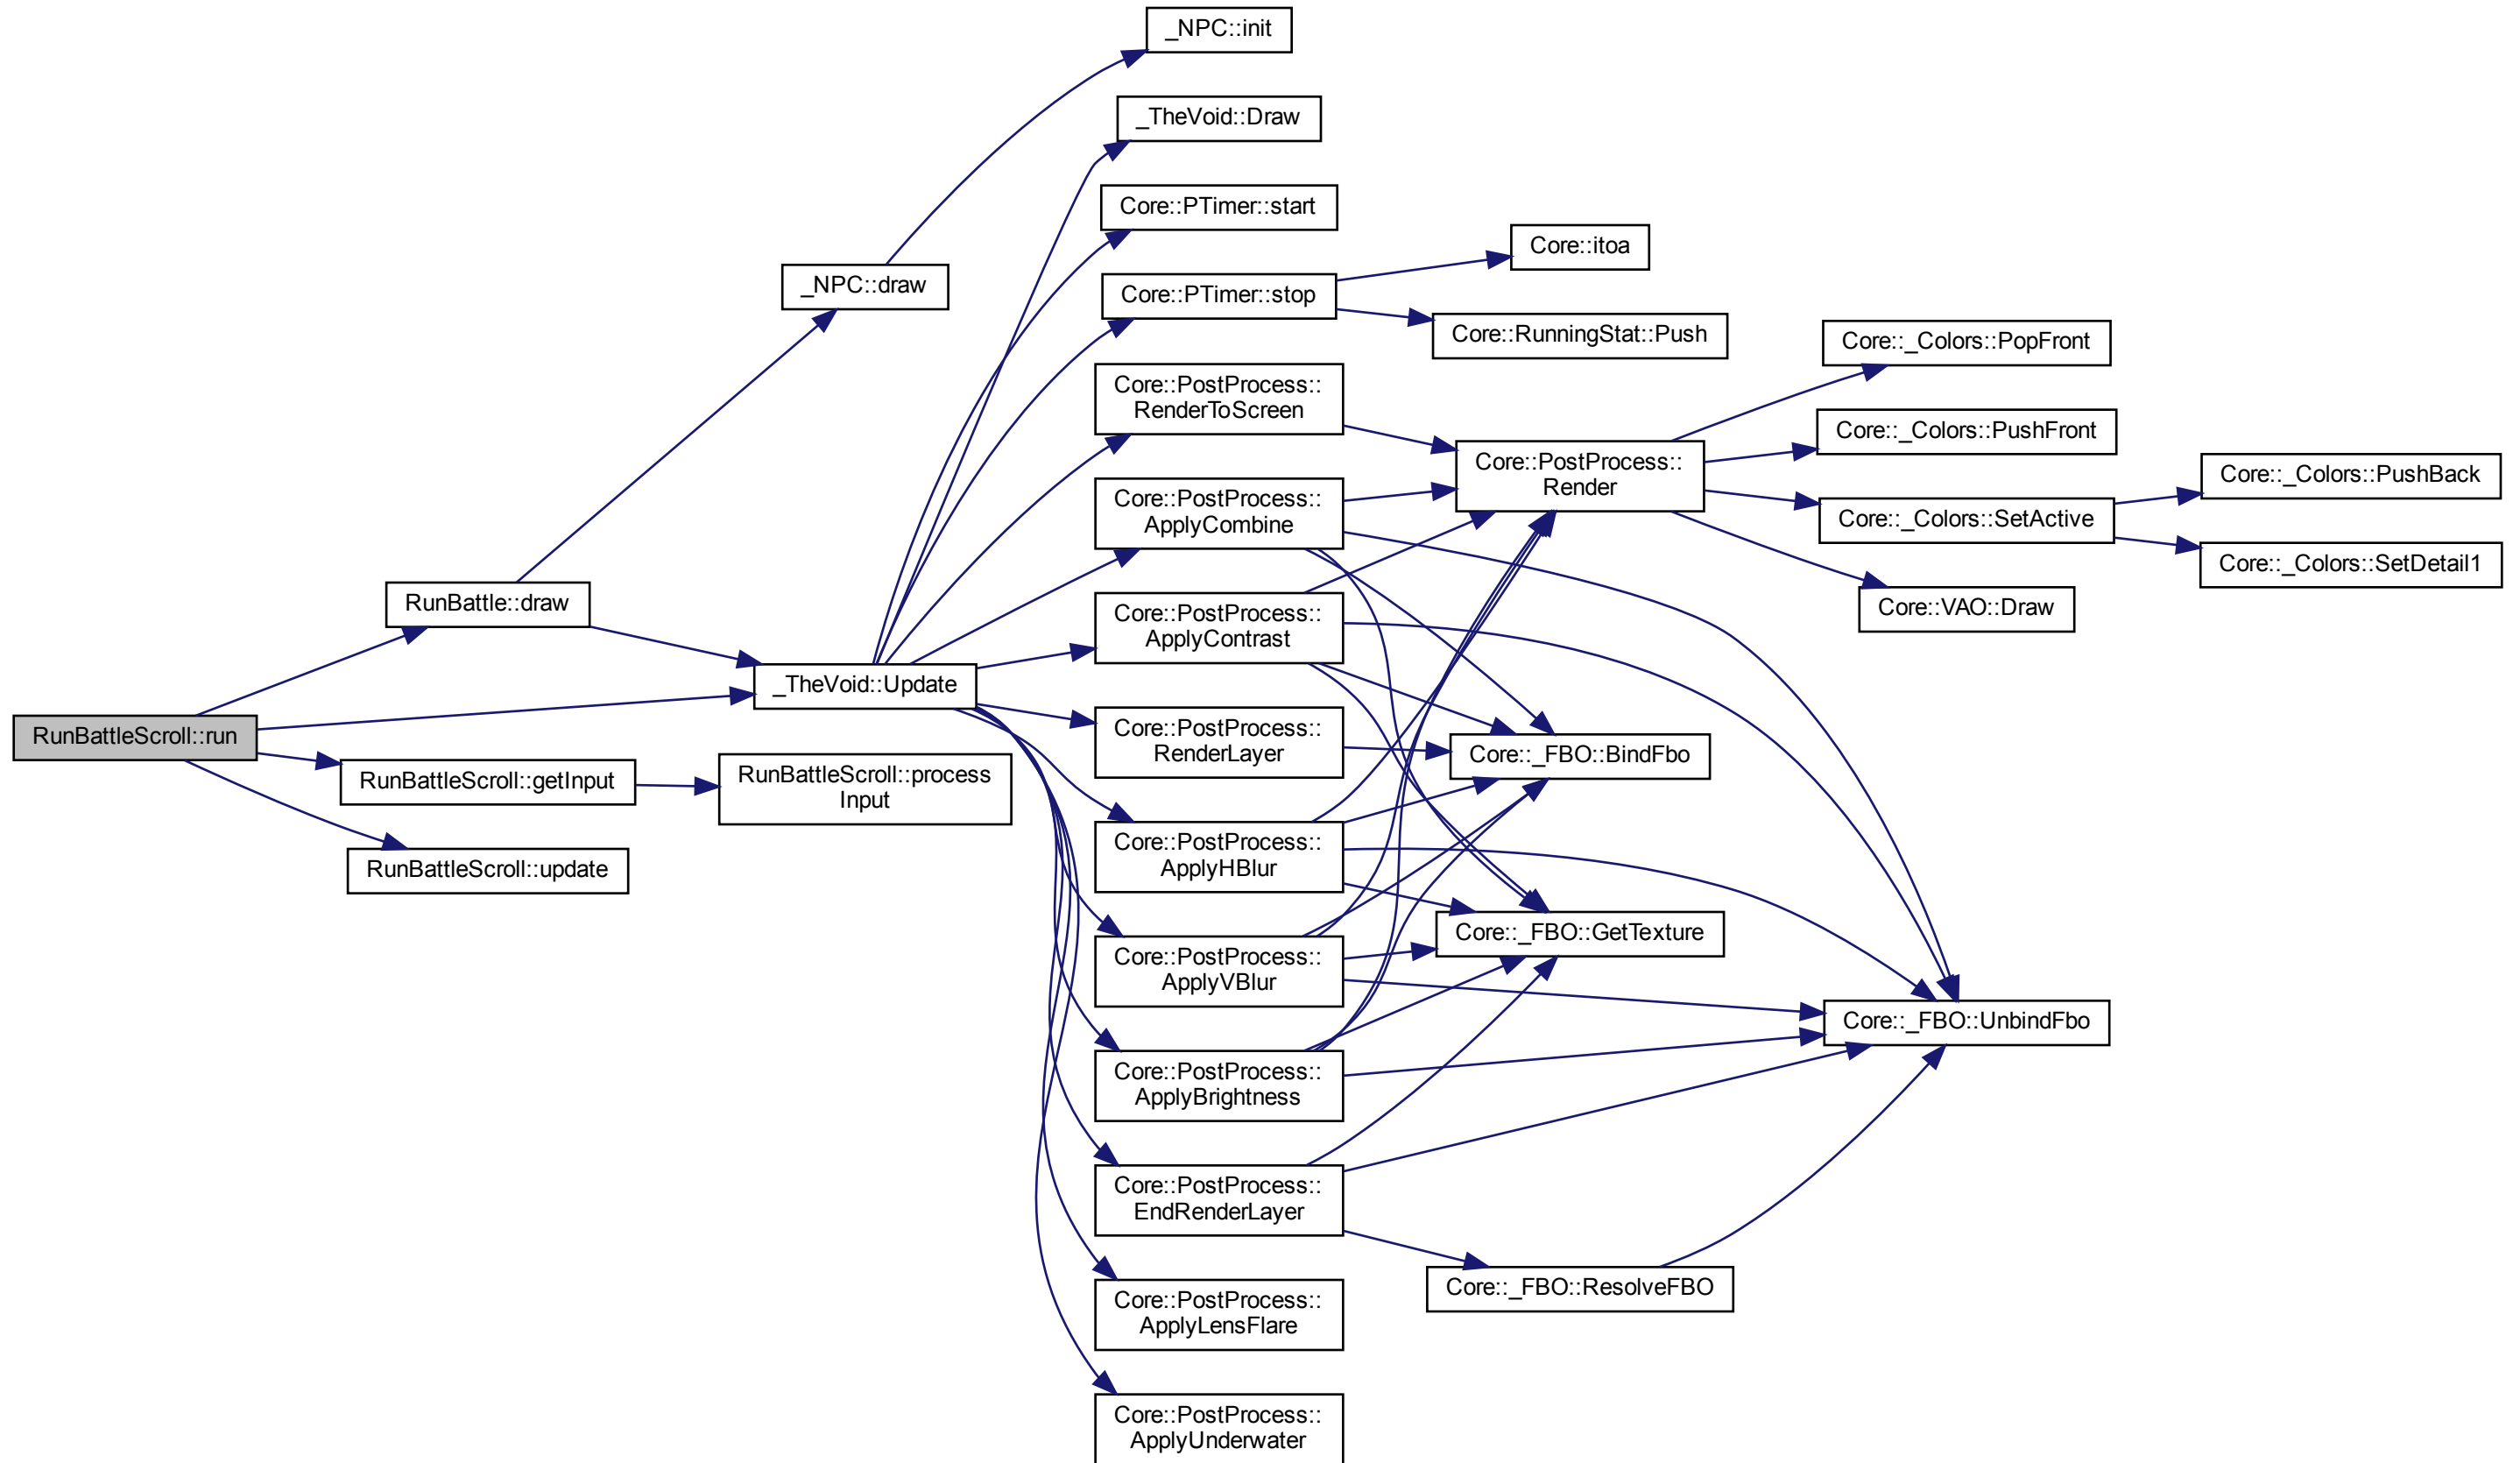 _NPC::init
_TheVoid::Draw
Core::PTimer::start
Core::itoa
_NPC::draw
Core::PTimer::stop
Core::RunningStat::Push
Core::_Colors::PopFront
Core::PostProcess::
RenderToScreen
Core::_Colors::PushFront
Core::PostProcess::
Render
Core::_Colors::PushBack
Core::PostProcess::
ApplyCombine
Core::_Colors::SetActive
Core::_Colors::SetDetail1
RunBattle::draw
Core::VAO::Draw
Core::PostProcess::
ApplyContrast
_TheVoid::Update
RunBattleScroll::run
Core::PostProcess::
RenderLayer
Core::_FBO::BindFbo
RunBattleScroll::getInput
RunBattleScroll::process
Input
RunBattleScroll::update
Core::PostProcess::
ApplyHBlur
Core::_FBO::GetTexture
Core::PostProcess::
ApplyVBlur
Core::_FBO::UnbindFbo
Core::PostProcess::
ApplyBrightness
Core::PostProcess::
EndRenderLayer
Core::_FBO::ResolveFBO
Core::PostProcess::
ApplyLensFlare
Core::PostProcess::
ApplyUnderwater